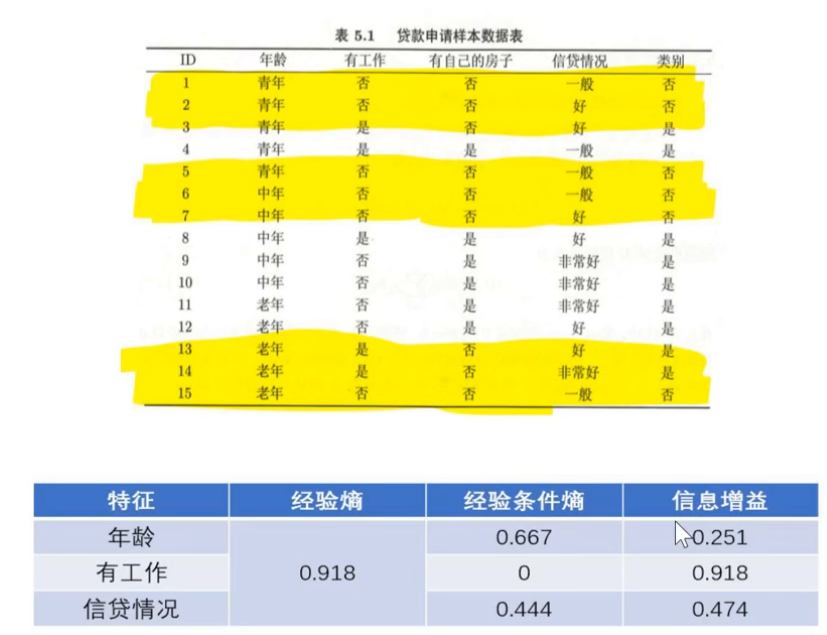 表 5.1 贷款申请样本数据表
ID 年龄 有工作 有自己的房子 信贷情况 类别
1 青年 否 否 一般 否
2 青年 否 否 好 否
3 青年 是 否 好 是
4 青年 是 是 一般 是
5 青年 否 否 一般 否
6 中年 否 否 一般 否
7 中年 否 否 好 否
8 中年 是 是 好 是
9 中年 否 是 非常好 是
10 中年 否 是 非常好 是
11 老年 否 是 非常好 是
12 老年 否 是 好 是
13 老年 是 否 好 是
14 老年 是 否 非常好 是
15 老年 否 否 一般 否
特征 经验熵 经验条件熵 信息增益
年龄 0.667 0.251
有工作 0.918 0 0.918
信贷情况 0.444 0.474